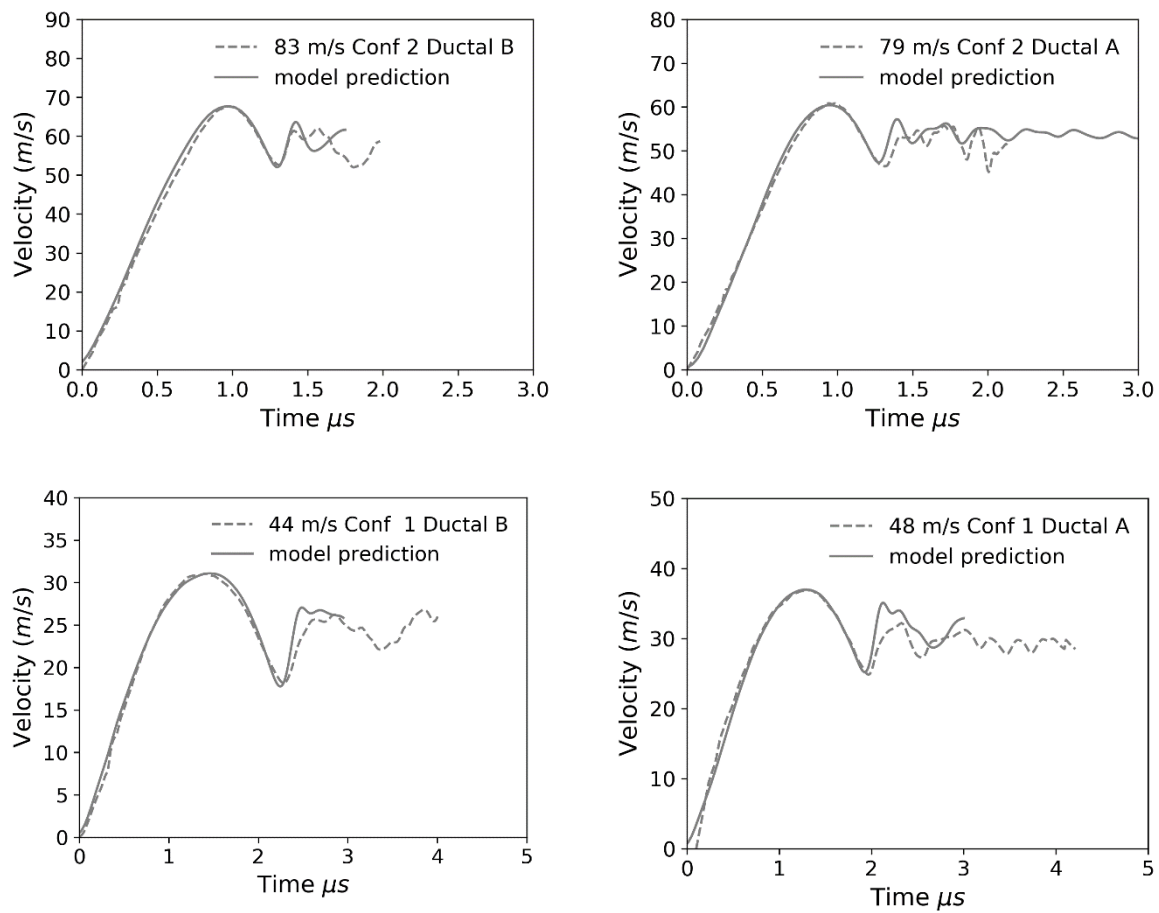 90
80
70
60
50
40
30
20
10
0
Velocity (m/s)
83 m/s Conf 2 Ductal B
model prediction
0.0 0.5 1.0 1.5 2.0 2.5 3.0
Time μs
80
70
60
50
40
30
20
10
0
Velocity (m/s)
79 m/s Conf 2 Ductal A
model prediction
0.0 0.5 1.0 1.5 2.0 2.5 3.0
Time μs
40
35
30
25
20
15
10
5
0
Velocity (m/s)
44 m/s Conf  1 Ductal B
model prediction
0 1 2 3 4 5
Time μs
50
40
30
20
10
0
Velocity (m/s)
48 m/s Conf 1 Ductal A
model prediction
0 1 2 3 4 5
Time μs